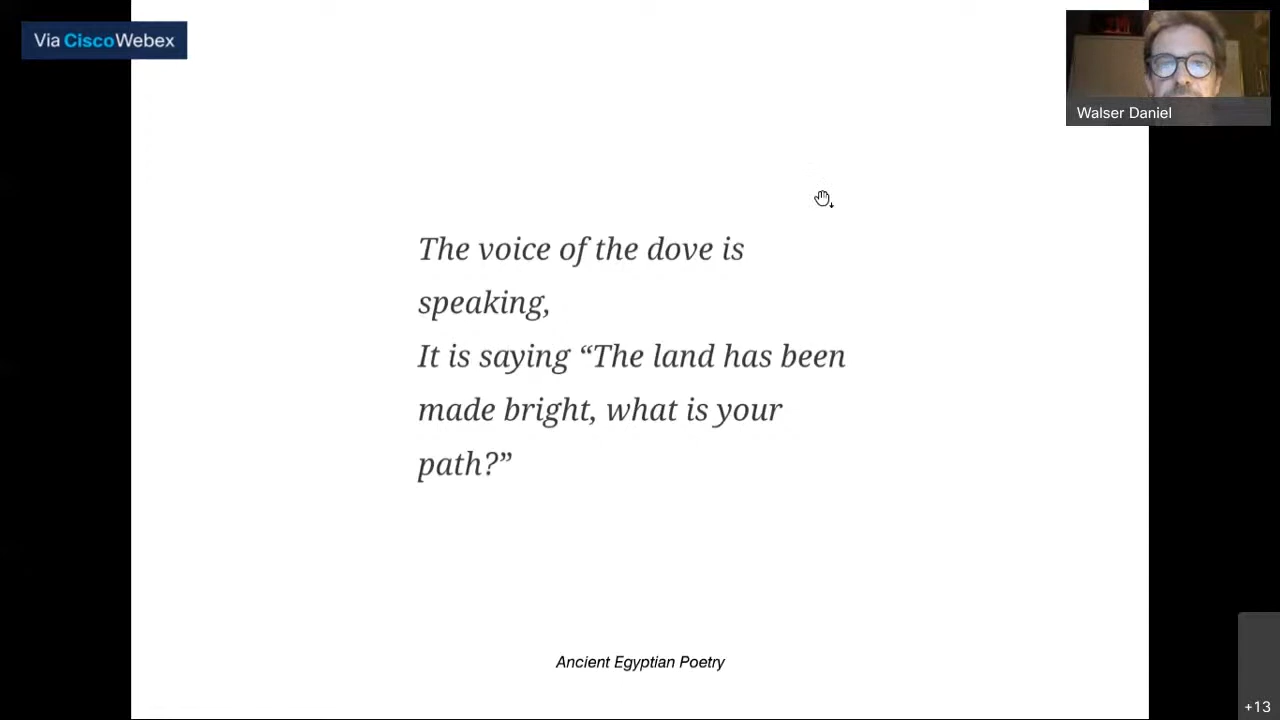 Via CiscoWebex
Walser Daniel
The voice of the dove is
speaking,
It is saying “The land has been
made bright, what is your
path?”
Ancient Egyptian Poetry
+13